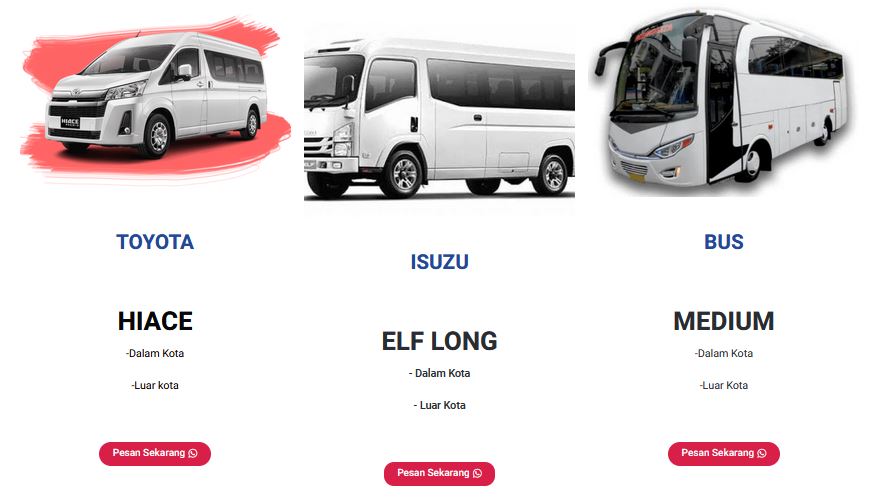 HIACE
TOYOTA
HIACE
-Dalam Kota
-Luar kota
Pesan Sekarang
ISUZU
ELF LONG
- Dalam Kota
- Luar Kota
Pesan Sekarang
BUS
MEDIUM
-Dalam Kota
-Luar Kota
Pesan Sekarang